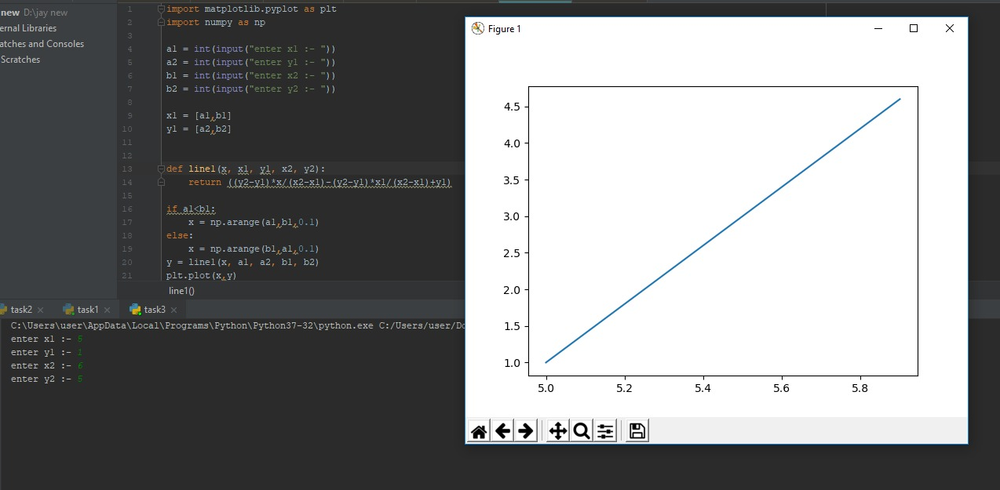 new D:\jay new
ernal Libraries
atches and Consoles
Scratches
1 import matplotlib.pyplot as plt
2 import numpy as np
3
4 a1 = int(input("enter x1 :- "))
5 a2 = int(input("enter y1 :- "))
6 b1 = int(input("enter x2 :- "))
7 b2 = int(input("enter y2 :- "))
8
9 x1 = [a1,b1]
10 y1 = [a2,b2]
11
12
13 def line1(x, x1, y1, x2, y2):
14 return ((y2-y1)*x/(x2-x1)-(y2-y1)*x1/(x2-x1)+y1)
15
16 if a1<b1:
17 x = np.arange(a1,b1,0.1)
18 else:
19 x = np.arange(b1,a1,0.1)
20 y = line1(x, a1, a2, b1, b2)
21 plt.plot(x,y)
line1()
task2 task1 task3
C:\Users\user\AppData\Local\Programs\Python\Python37-32\python.exe C:/Users/user/Do
enter x1 :- 5
enter y1 :- 1
enter x2 :- 6
enter y2 :- 5
Figure 1
4.5
4.0
3.5
3.0
2.5
2.0
1.5
1.0
5.0 5.2 5.4 5.6 5.8